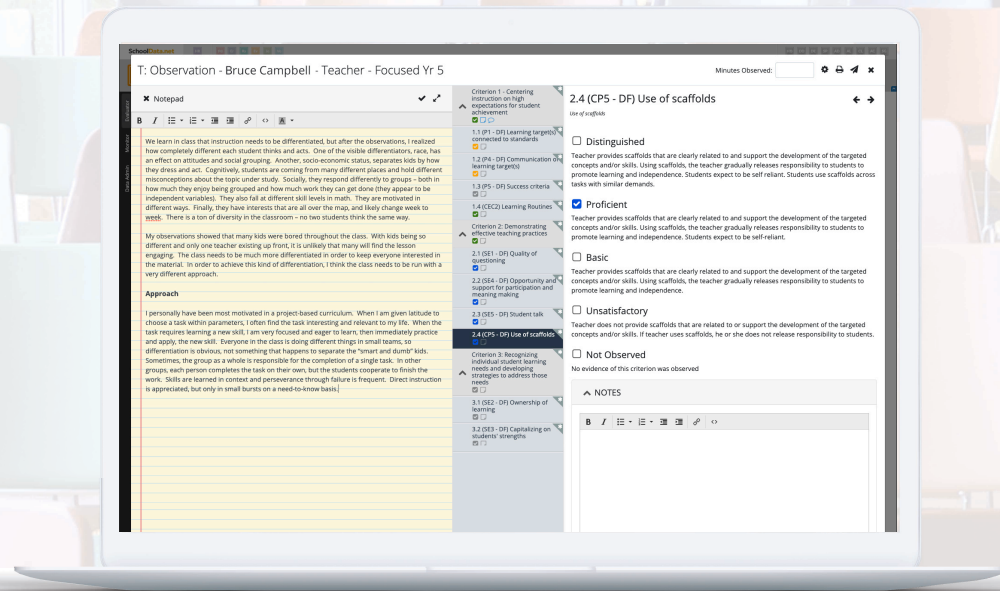 SchoolData.net
T: Observation - Bruce Campbell - Teacher - Focused Yr 5
Minutes Observed:
Notepad
We learn in class that instruction needs to be differentiated, but after the observations, I realized
how completely different each student thinks and acts. One of the visible differentiators, race, has
an effect on attitudes and social grouping. Another, socio-economic status, separates kids by how
they dress and act. Cognitively, students are coming from many different places and hold different
misconceptions about the topic under study. Socially, they respond differently to groups – both in
how much they enjoy being grouped and how much work they can get done (they appear to be
independent variables). They also fall at different skill levels in math. They are motivated in
different ways. Finally, they have interests that are all over the map, and likely change week to
week. There is a ton of diversity in the classroom – no two students think the same way.
My observations showed that many kids were bored throughout the class. With kids being so
different and only one teacher existing up front, it is unlikely that many will find the lesson
engaging. The class needs to be much more differentiated in order to keep everyone interested in
the material. In order to achieve this kind of differentiation, I think the class needs to be run with a
very different approach.
Approach
I personally have been most motivated in a project-based curriculum. When I am given latitude to
choose a task within parameters, I often find the task interesting and relevant to my life. When the
task requires learning a new skill, I am very focused and eager to learn, then immediately practice
and apply, the new skill. Everyone in the class is doing different things in small teams, so
differentiation is obvious, not something that happens to separate the "smart and dumb" kids.
Sometimes, the group as a whole is responsible for the completion of a single task. In other
groups, each person completes the task on their own, but the students cooperate to finish the
work. Skills are learned in context and perseverance through failure is frequent. Direct instruction
is appreciated, but only in small bursts on a need-to-know basis.
Criterion 1 - Centering
instruction on high
expectations for student
achievement
1.1 (P1 - DF) Learning target(s)
connected to standards
1.2 (P4 - DF) Communication of
learning target(s)
1.3 (P5 - DF) Success criteria
1.4 (CEC2) Learning Routines
Criterion 2: Demonstrating
effective teaching practices
2.1 (SE1 - DF) Quality of
questioning
2.2 (SE4 - DF) Opportunity and
support for participation and
meaning making
2.3 (SE5 - DF) Student talk
2.4 (CP5 - DF) Use of scaffolds
Criterion 3: Recognizing
individual student learning
needs and developing
strategies to address those
needs
3.1 (SE2 - DF) Ownership of
learning
3.2 (SE3 - DF) Capitalizing on
students' strengths
2.4 (CP5 - DF) Use of scaffolds
Use of scaffolds
Distinguished
Teacher provides scaffolds that are clearly related to and support the development of the targeted
concepts and/or skills. Using scaffolds, the teacher gradually releases responsibility to students to
promote learning and independence. Students expect to be self reliant. Students use scaffolds across
tasks with similar demands.
Proficient
Teacher provides scaffolds that are clearly related to and support the development of the targeted
concepts and/or skills. Using scaffolds, the teacher gradually releases responsibility to students to
promote learning and independence. Students expect to be self-reliant.
Basic
Teacher provides scaffolds that are clearly related to and support the development of the targeted
concepts and/or skills. Using scaffolds, the teacher gradually releases responsibility to students to
promote learning and independence.
Unsatisfactory
Teacher does not provide scaffolds that are related to or support the development of the targeted
concepts and/or skills. If teacher uses scaffolds, he or she does not release responsibility to students.
Not Observed
No evidence of this criterion was observed
NOTES
B I